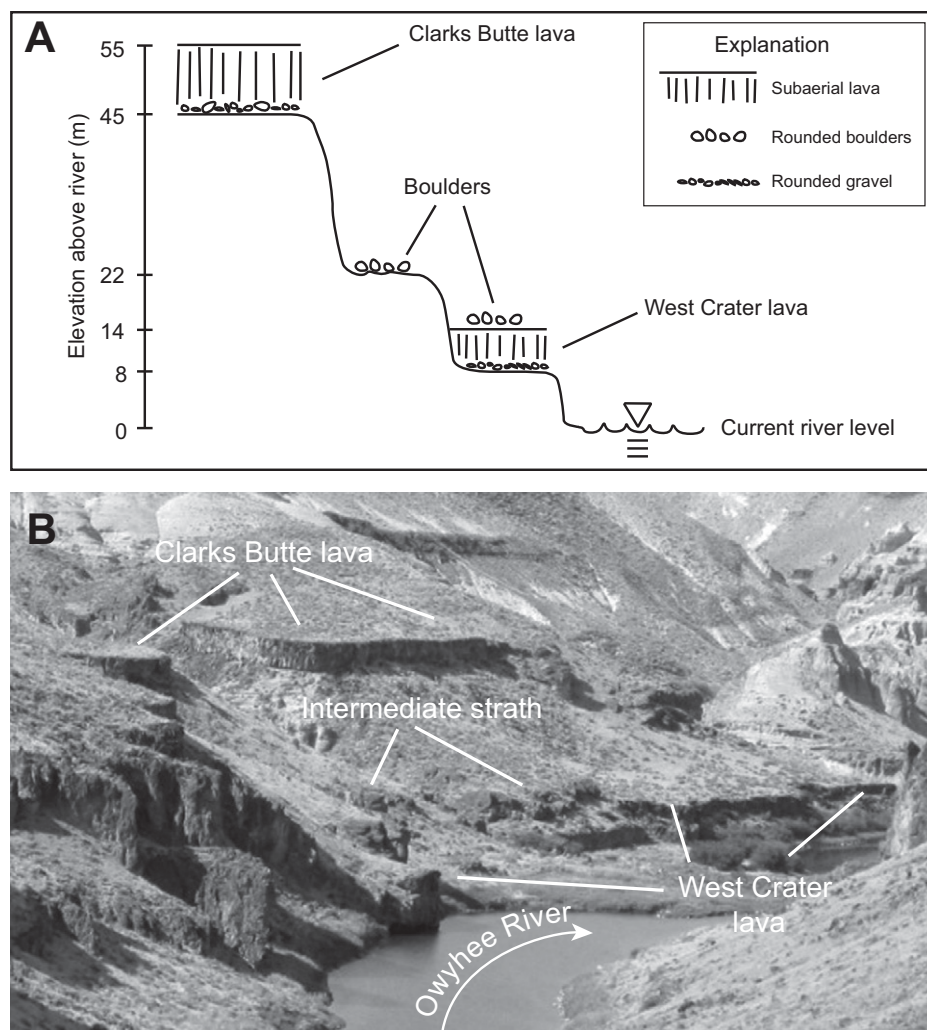 A
Clarks Butte lava
Explanation
Subaerial lava
Rounded boulders
Rounded gravel
Elevation above river (m)
55
45
22
14
8
0
Boulders
West Crater lava
Current river level
B
Clarks Butte lava
Intermediate strath
West Crater
lava
Owyhee River